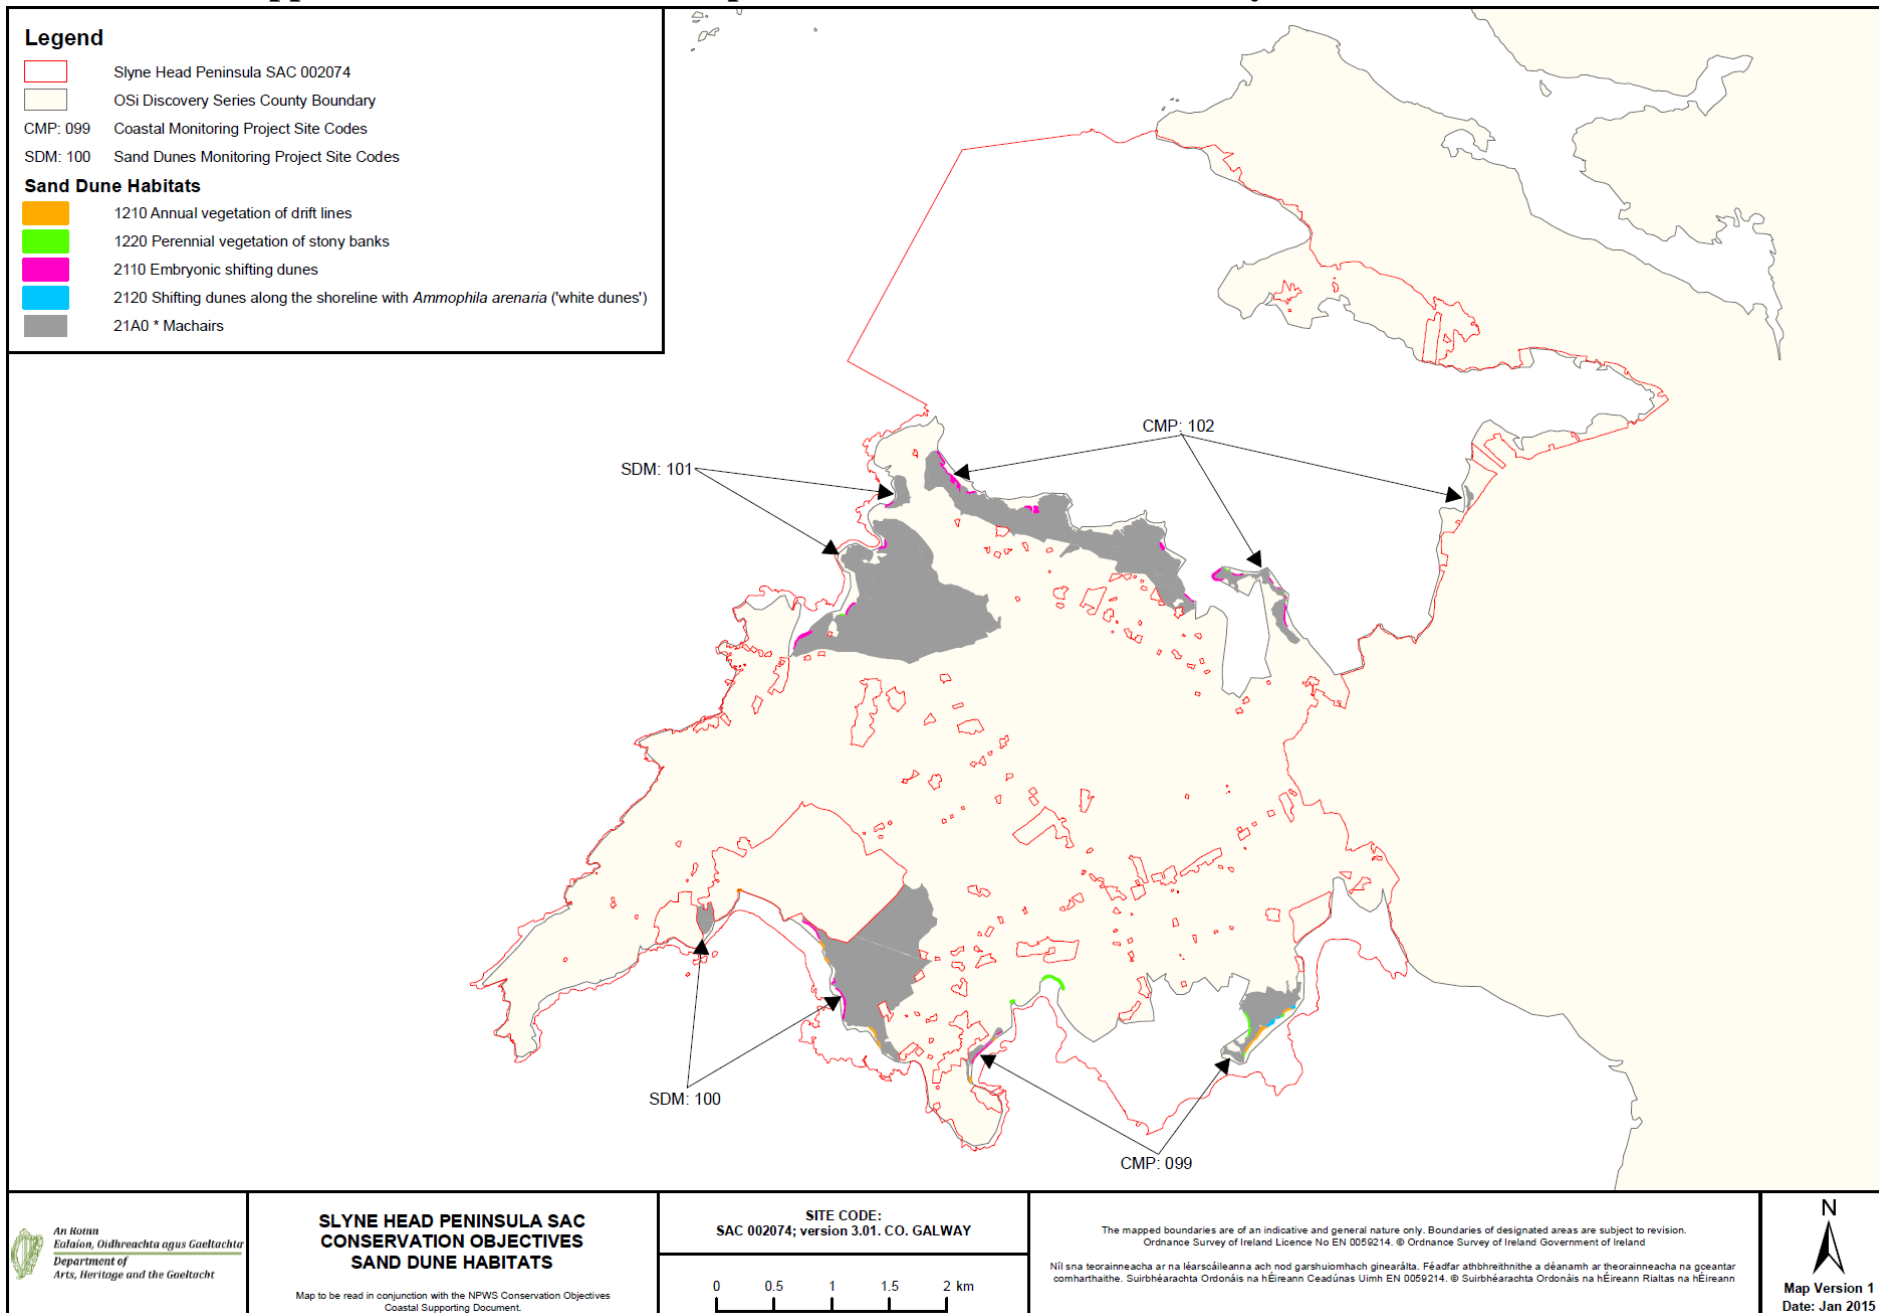 Legend
Slyne Head Peninsula SAC 002074
OSi Discovery Series County Boundary
CMP: 099 Coastal Monitoring Project Site Codes
SDM: 100 Sand Dunes Monitoring Project Site Codes
Sand Dune Habitats
1210 Annual vegetation of drift lines
1220 Perennial vegetation of stony banks
2110 Embryonic shifting dunes
2120 Shifting dunes along the shoreline with Ammophila arenaria ('white dunes')
21A0 * Machairs
CMP: 102
SDM: 101
SDM: 100
CMP: 099
An Roinn
Ealaíon, Oidhreachta agus Gaeltachta
Department of
Arts, Heritage and the Gaeltacht
SLYNE HEAD PENINSULA SAC
CONSERVATION OBJECTIVES
SAND DUNE HABITATS
Map to be read in conjunction with the NPWS Conservation Objectives
Coastal Supporting Document.
SITE CODE:
SAC 002074; version 3.01. CO. GALWAY
0 0.5 1 1.5 2 km
The mapped boundaries are of an indicative and general nature only. Boundaries of designated areas are subject to revision.
Ordnance Survey of Ireland Licence No EN 0059214. © Ordnance Survey of Ireland Government of Ireland
Níl sna teorainneacha ar na léarscáileanna ach nod garshuiomhach ginearálta. Féadfar athbhreithnithe a déanamh ar theorainneacha na gceantar
comharthaithe. Suirbhéarachta Ordonáis na hÉireann Ceadúnas Uimh EN 0059214. © Suirbhéarachta Ordonáis na hÉireann Rialtas na hÉireann
N
Map Version 1
Date: Jan 2015